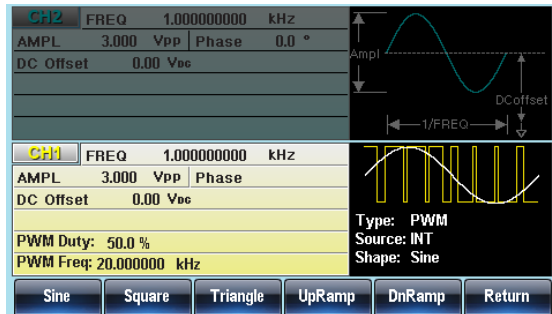 CH2 FREQ 1.000000000 kHz
AMPL 3.000 Vpp Phase 0.0 °
DC Offset 0.00 VDC
Ampl
DCoffset
1/FREQ
CH1 FREQ 1.000000000 kHz
AMPL 3.000 Vpp Phase
DC Offset 0.00 VDC
PWM Duty: 50.0 %
PWM Freq: 20.000000 kHz
Type: PWM
Source: INT
Shape: Sine
Sine Square Triangle UpRamp DnRamp Return